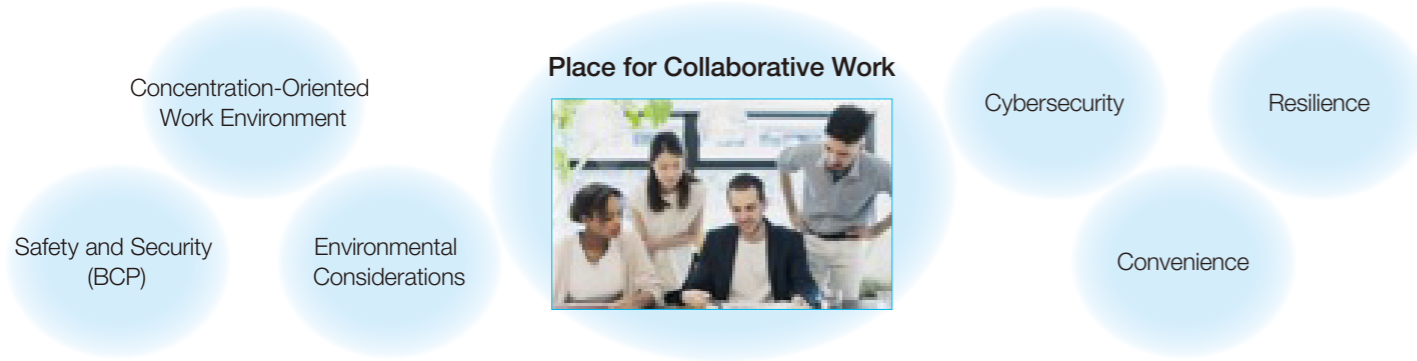 Concentration-Oriented
Work Environment
Safety and Security
(BCP)
Environmental
Considerations
Place for Collaborative Work
Cybersecurity
Resilience
Convenience